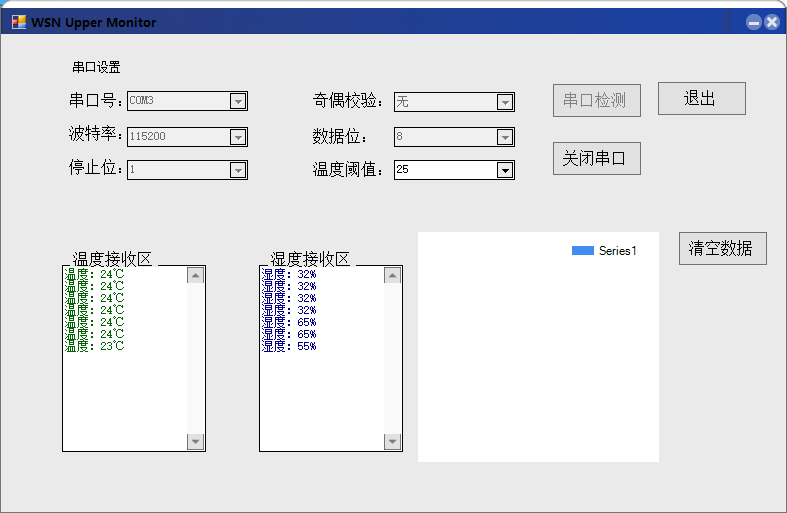 WSN Upper Monitor
串口设置
串口号： COM3 奇偶校验： 无 串口检测 退出
波特率： 115200 数据位： 8 关闭串口
停止位： 1 温度阈值： 25
温度接收区 湿度接收区 Series1 清空数据
温度：24℃ 湿度：32%
温度：24℃ 湿度：32%
温度：24℃ 湿度：32%
温度：24℃ 湿度：32%
温度：24℃ 湿度：65%
温度：24℃ 湿度：65%
温度：23℃ 湿度：55%